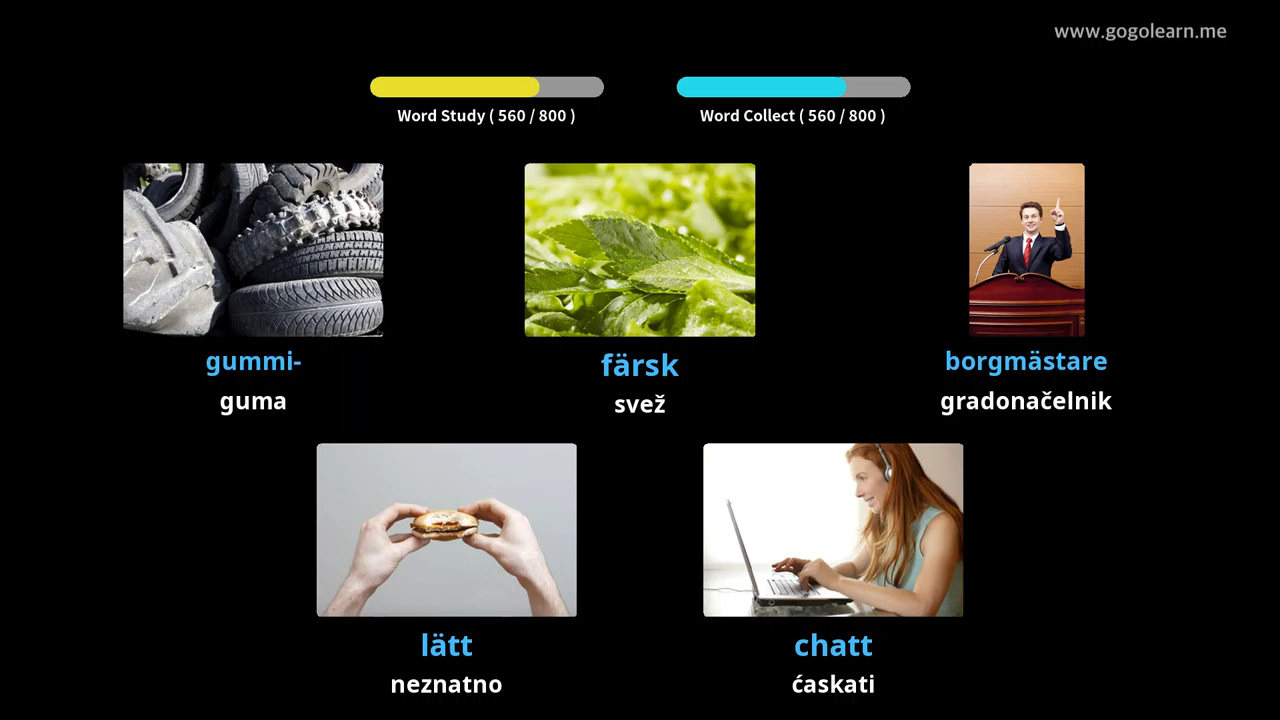 www.gogolearn.me
Word Study ( 560 / 800 )
Word Collect ( 560 / 800 )
gummi-
guma
färsk
svež
borgmästare
gradonačelnik
lätt
neznatno
chatt
ćaskati